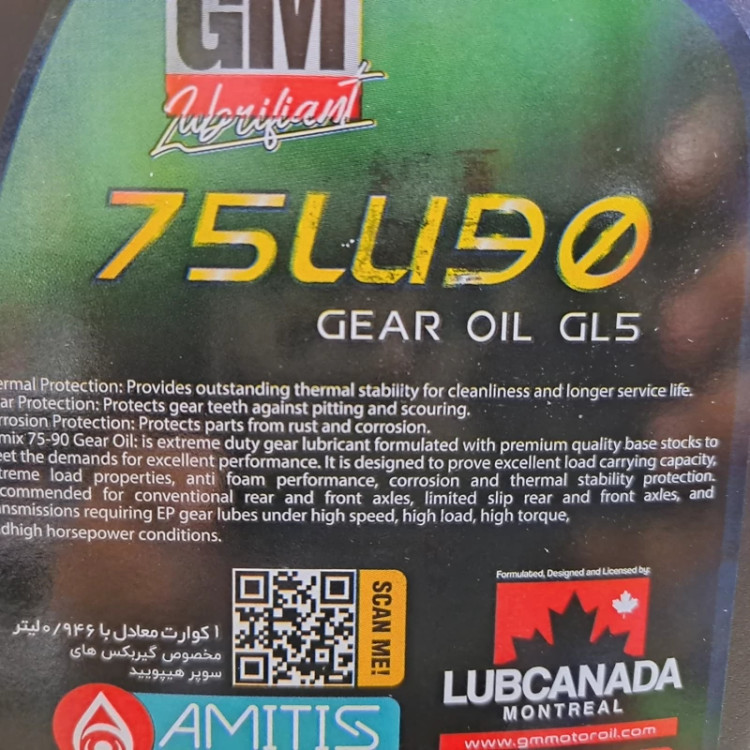 GM
Lubrifiant
75W90
GEAR OIL GL5
ermal Protection: Provides outstanding thermal stability for cleanliness and longer service life.
ar Protection: Protects gear teeth against pitting and scouring.
rrosion Protection: Protects parts from rust and corrosion.
mix 75-90 Gear Oil: is extreme duty gear lubricant formulated with premium quality base stocks to
et the demands for excellent performance. It is designed to prove excellent load carrying capacity,
treme load properties, anti foam performance, corrosion and thermal stability protection.
commended for conventional rear and front axles, limited slip rear and front axles, and
ansmissions requiring EP gear lubes under high speed, high load, high torque,
dhigh horsepower conditions.
SCAN ME!
۱ کوارت معادل با ۰/۹۴۶ لیتر
مخصوص گیربکس های
سوپر هیپویید
AMITIS
Formulated, Designed and Licensed by:
LUBCANADA
MONTREAL
www.gmmotoroil.com